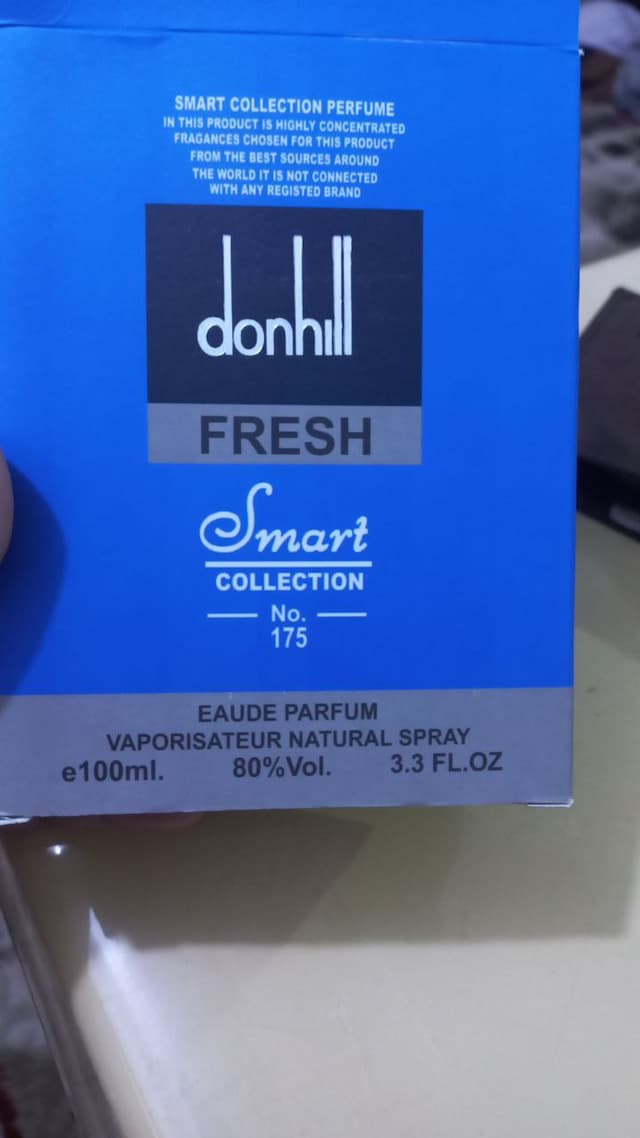 SMART COLLECTION PERFUME
IN THIS PRODUCT IS HIGHLY CONCENTRATED
FRAGANCES CHOSEN FOR THIS PRODUCT
FROM THE BEST SOURCES AROUND
THE WORLD IT IS NOT CONNECTED
WITH ANY REGISTED BRAND
donhill
FRESH
Smart
COLLECTION
No.
175
EAUDE PARFUM
VAPORISATEUR NATURAL SPRAY
e100ml. 80%Vol. 3.3 FL.OZ